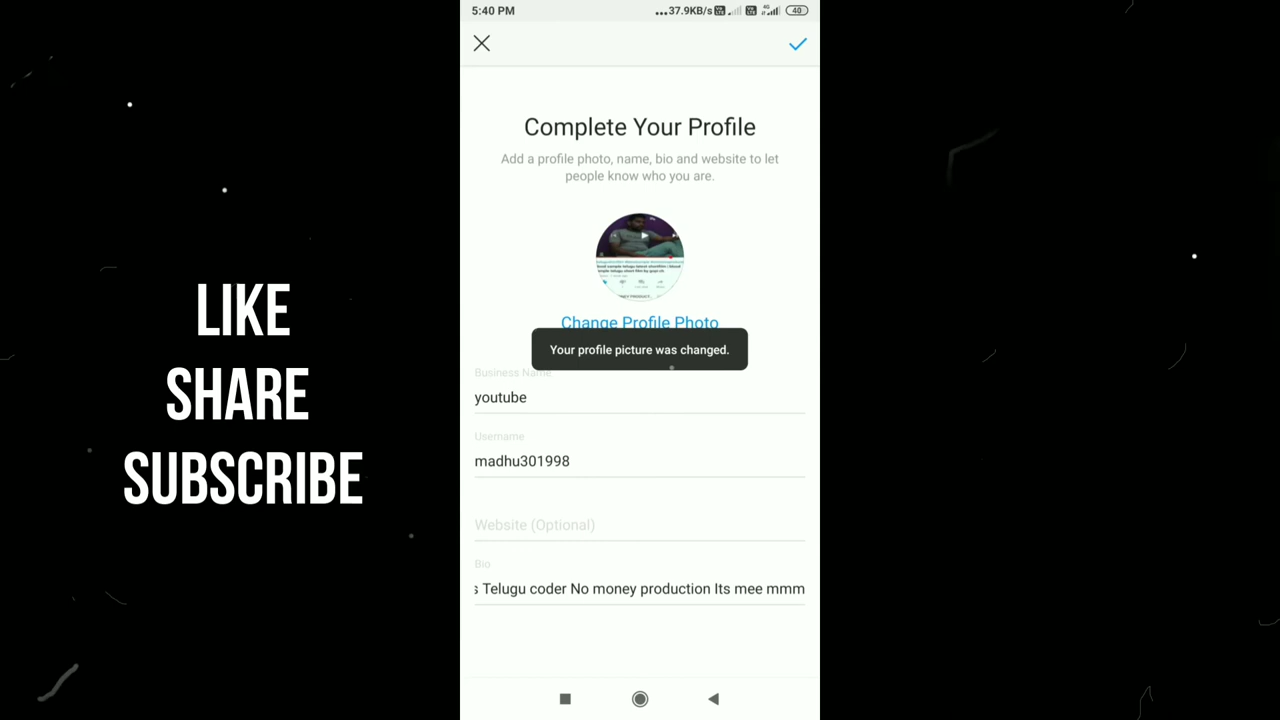 5:40 PM
...37.9KB/s
4G
40
LIKE
SHARE
SUBSCRIBE
Complete Your Profile
Add a profile photo, name, bio and website to let
people know who you are.
Change Profile Photo
Your profile picture was changed.
Business Name
youtube
Username
madhu301998
Website (Optional)
Bio
s Telugu coder No money production Its mee mmm